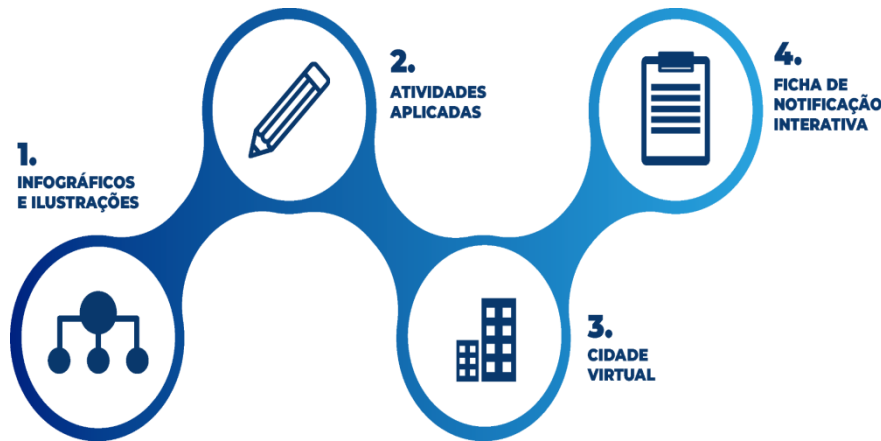 1.
INFOGRÁFICOS
E ILUSTRAÇÕES
2.
ATIVIDADES
APLICADAS
3.
CIDADE
VIRTUAL
4.
FICHA DE
NOTIFICAÇÃO
INTERATIVA